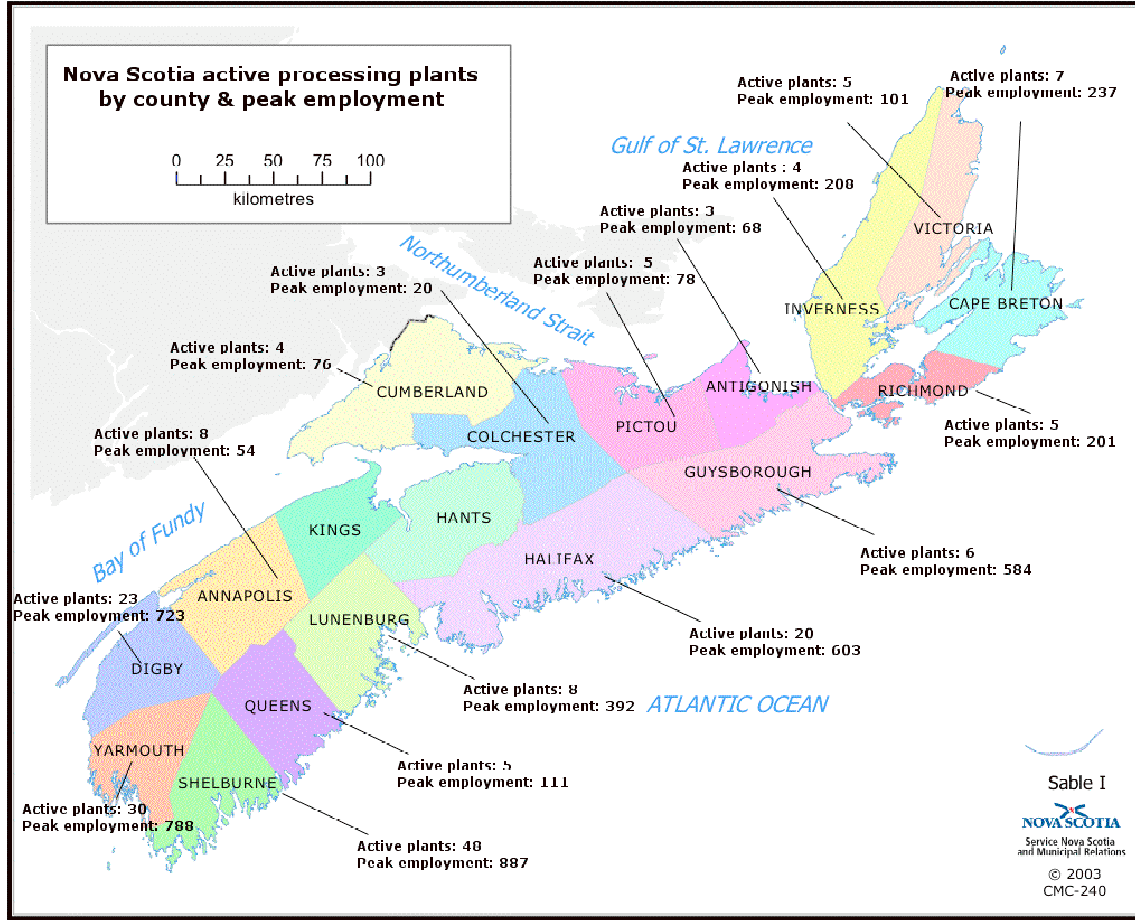 Nova Scotia active processing plants
by county & peak employment
0 25 50 75 100
kilometres
Active plants: 5
Peak employment: 101
Active plants: 7
Peak employment: 237
Gulf of St. Lawrence
Active plants : 4
Peak employment: 208
Active plants: 3
Peak employment: 68
Northumberland Strait
Active plants: 5
Peak employment: 78
Active plants: 3
Peak employment: 20
VICTORIA
CAPE BRETON
INVERNESS
Active plants: 4
Peak employment: 76
CUMBERLAND
ANTIGONISH
RICHMOND
PICTOU
COLCHESTER
Active plants: 5
Peak employment: 201
Active plants: 8
Peak employment: 54
GUYSBOROUGH
Bay of Fundy
KINGS
HANTS
HALIFAX
Active plants: 6
Peak employment: 584
ANNAPOLIS
Active plants: 23
Peak employment: 723
LUNENBURG
Active plants: 20
Peak employment: 603
DIGBY
Active plants: 8
Peak employment: 392
ATLANTIC OCEAN
QUEENS
YARMOUTH
Active plants: 5
Peak employment: 111
SHELBURNE
Active plants: 30
Peak employment: 788
Active plants: 48
Peak employment: 887
Sable I
NOVA SCOTIA
Service Nova Scotia
and Municipal Relations
© 2003
CMC-240